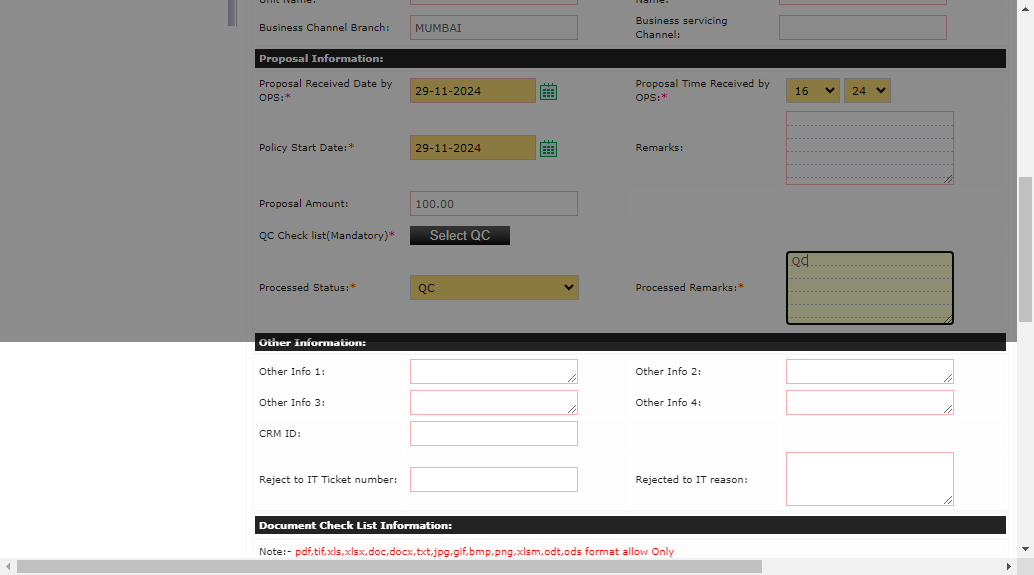 Unit Name: Name:
Business Channel Branch: MUMBAI Business servicing Channel:
Proposal Information:
Proposal Received Date by OPS:* 29-11-2024 Proposal Time Received by OPS:* 16 24
Policy Start Date:* 29-11-2024 Remarks:
Proposal Amount: 100.00
QC Check list(Mandatory)* Select QC
Processed Status:* QC Processed Remarks:* QC
Other Information:
Other Info 1: Other Info 2:
Other Info 3: Other Info 4:
CRM ID:
Reject to IT Ticket number: Rejected to IT reason:
Document Check List Information:
Note:- pdf,tif,xls,xlsx,doc,docx,txt,jpg,gif,bmp,png,xlsm,odt,ods format allow Only